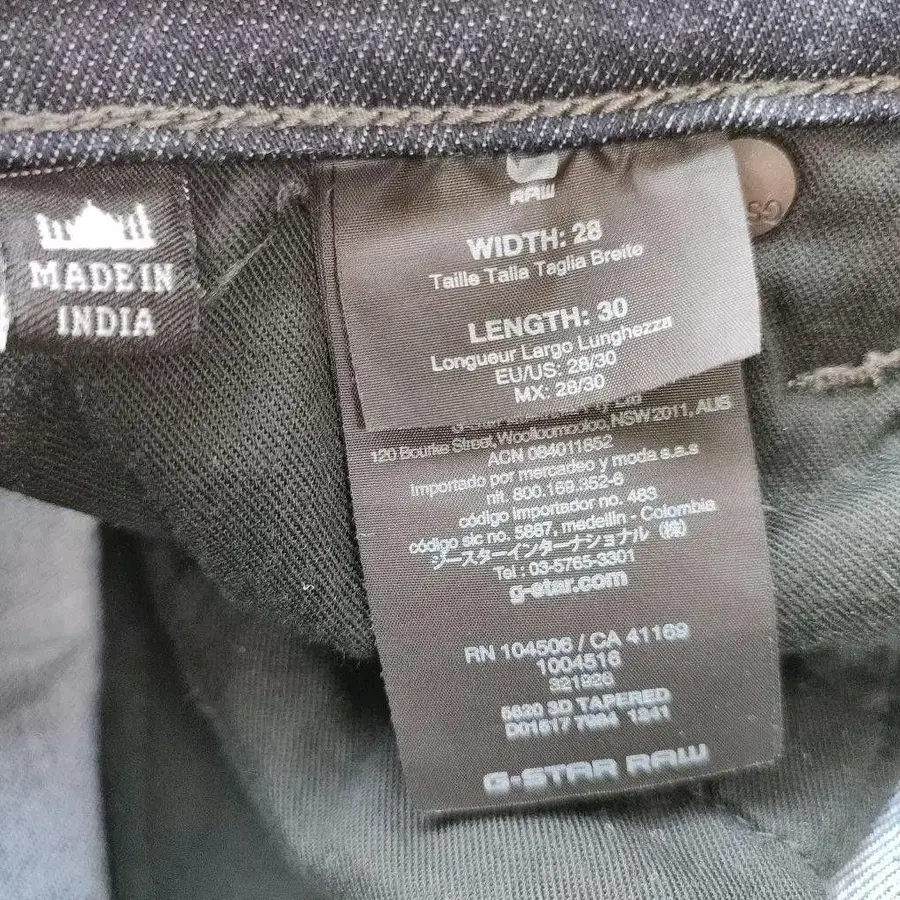 MADE IN
INDIA
RAW
WIDTH: 28
Taille Talla Taglia Breite
LENGTH: 30
Longueur Largo Lunghezza
EU/US: 28/30
MX: 28/30
120 Bourke Street, Woolloomooloo, NSW 2011, AUS
ACN 084011852
Importado por mercadeo y moda s.a.s
nit. 800.169.352-6
código importador no. 483
código sic no. 5887, medellin - Colombia
ジースターインターナショナル (株)
Tel : 03-5765-3301
g-star.com
RN 104506 / CA 41169
1004516
321926
5620 3D TAPERED
D01517 7094 1241
G-STAR RAW
GS